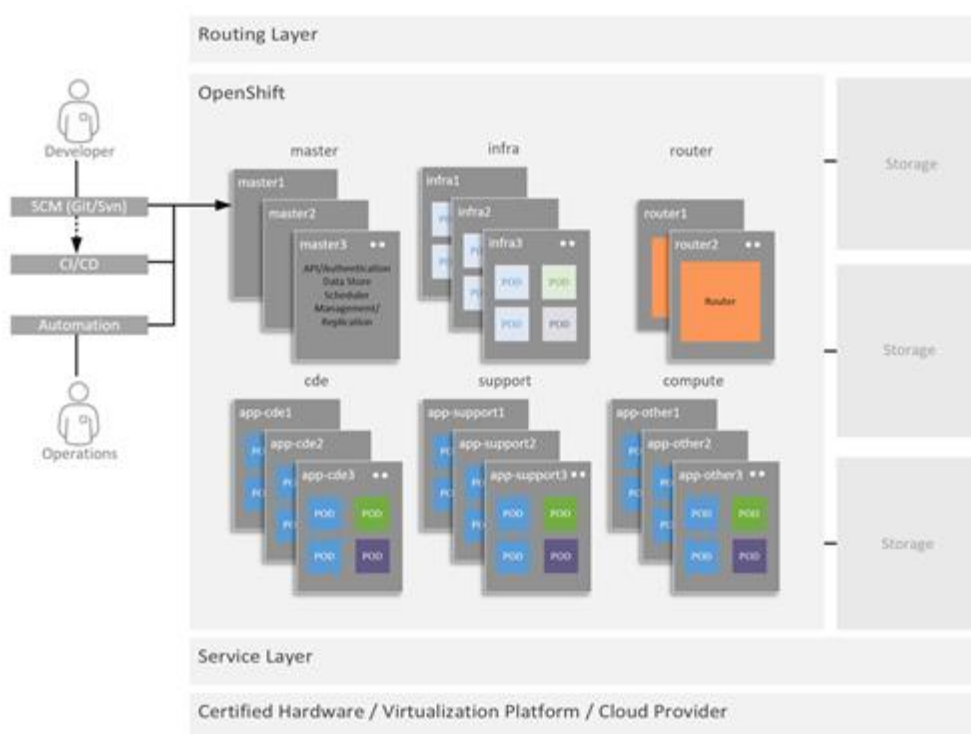 Routing Layer
OpenShift
Developer
SCM (Git/Svn)
CI/CD
Automation
Operations
master
master1
master2
master3
API/Authentication
Data Store
Scheduler
Management/
Replication
infra
infra1
infra2
infra3
POD
POD
POD
POD
router
router1
router2
Router
cde
app-cde1
app-cde2
app-cde3
POD
POD
POD
POD
support
app-support1
app-support2
app-support3
POD
POD
POD
POD
compute
app-other1
app-other2
app-other3
POD
POD
POD
POD
Storage
Storage
Storage
Service Layer
Certified Hardware / Virtualization Platform / Cloud Provider